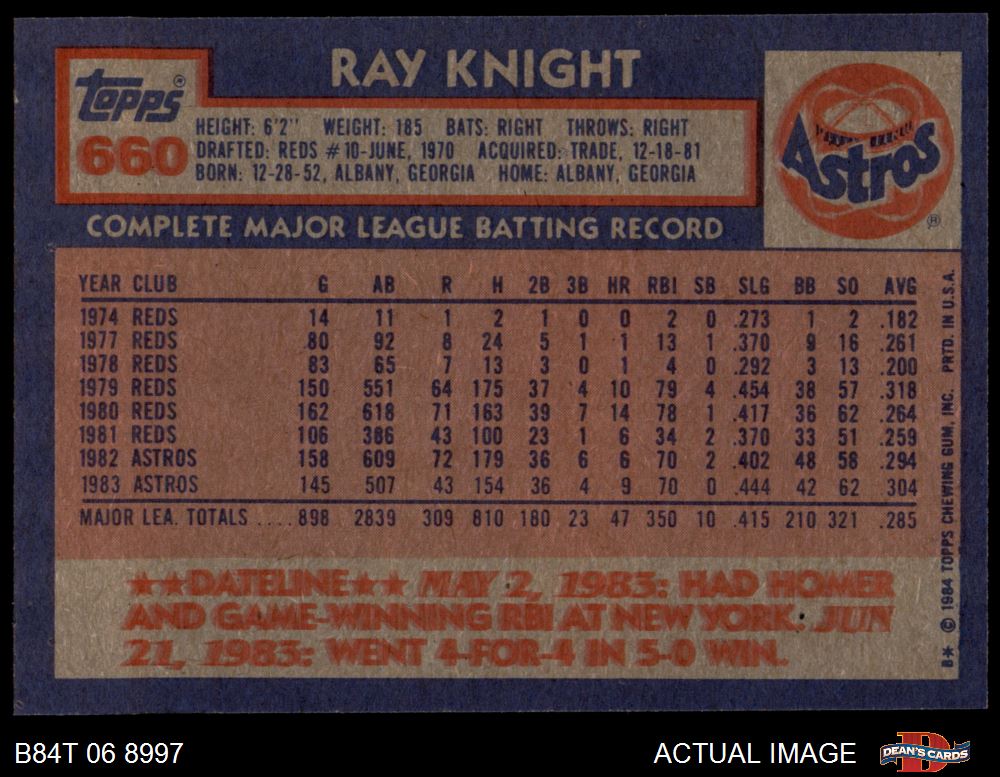 RAY KNIGHT
Topps®
660
HEIGHT: 6'2" WEIGHT: 185 BATS: RIGHT THROWS: RIGHT
DRAFTED: REDS #10-JUNE, 1970 ACQUIRED: TRADE, 12-18-81
BORN: 12-28-52, ALBANY, GEORGIA HOME: ALBANY, GEORGIA
Astros
®
COMPLETE MAJOR LEAGUE BATTING RECORD
YEAR CLUB G AB R H 2B 3B HR RBI SB SLG BB SO AVG
1974 REDS 14 11 1 2 1 0 0 2 0 .273 1 2 .182
1977 REDS 80 92 8 24 5 1 1 13 1 .370 9 16 .261
1978 REDS 83 65 7 13 3 0 1 4 0 .292 3 13 .200
1979 REDS 150 551 64 175 37 4 10 79 4 .454 38 57 .318
1980 REDS 162 618 71 163 39 7 14 78 1 .417 36 62 .264
1981 REDS 106 386 43 100 23 1 6 34 2 .370 33 51 .259
1982 ASTROS 158 609 72 179 36 6 6 70 2 .402 48 58 .294
1983 ASTROS 145 507 43 154 36 4 9 70 0 .444 42 62 .304
MAJOR LEA. TOTALS ....898 2839 309 810 180 23 47 350 10 .415 210 321 .285
★★DATELINE★★ MAY 2, 1983: HAD HOMER
AND GAME-WINNING RBI AT NEW YORK. JUN
21, 1983: WENT 4-FOR-4 IN 5-0 WIN.
B* © 1984 TOPPS CHEWING GUM, INC. PRTD. IN U.S.A.
B84T 06 8997
ACTUAL IMAGE
DEAN'S CARDS